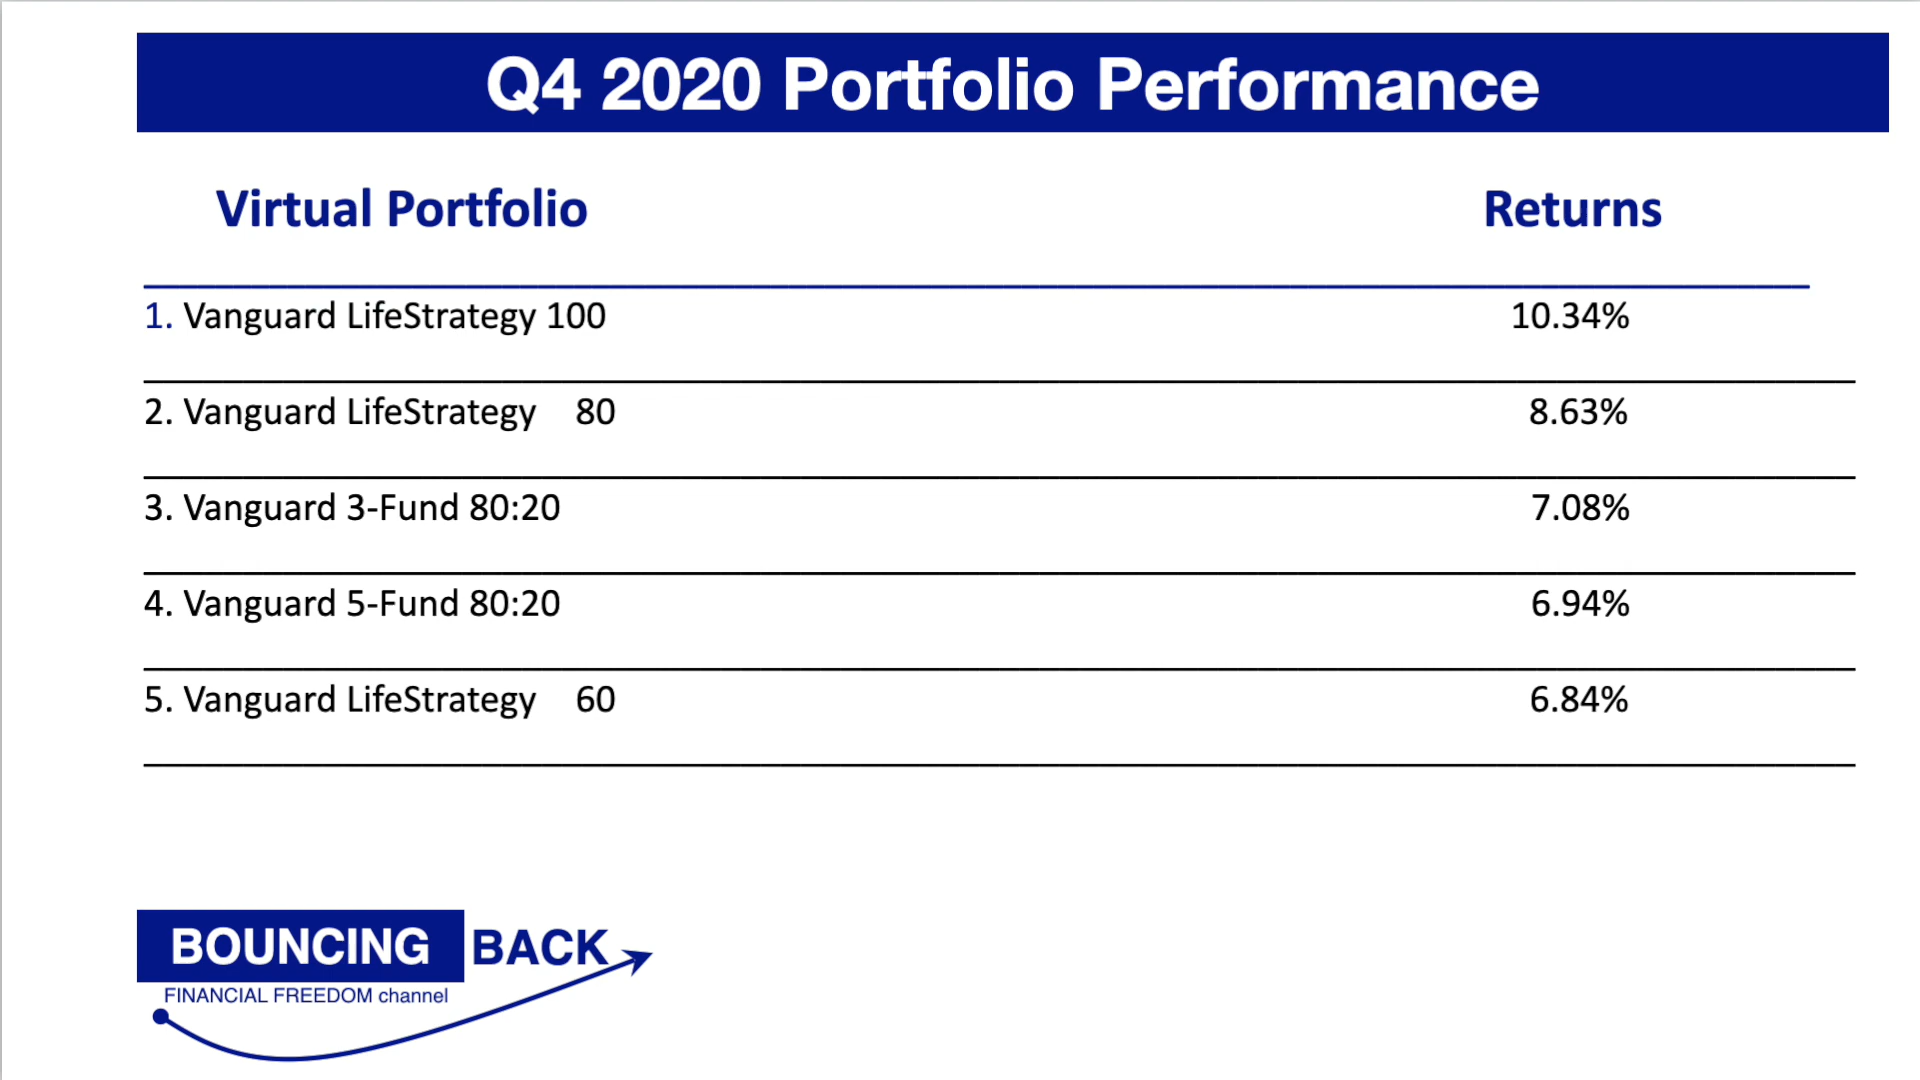 Q4 2020 Portfolio Performance
Virtual Portfolio Returns
1. Vanguard LifeStrategy 100 10.34%
2. Vanguard LifeStrategy 80 8.63%
3. Vanguard 3-Fund 80:20 7.08%
4. Vanguard 5-Fund 80:20 6.94%
5. Vanguard LifeStrategy 60 6.84%
BOUNCING BACK
FINANCIAL FREEDOM channel